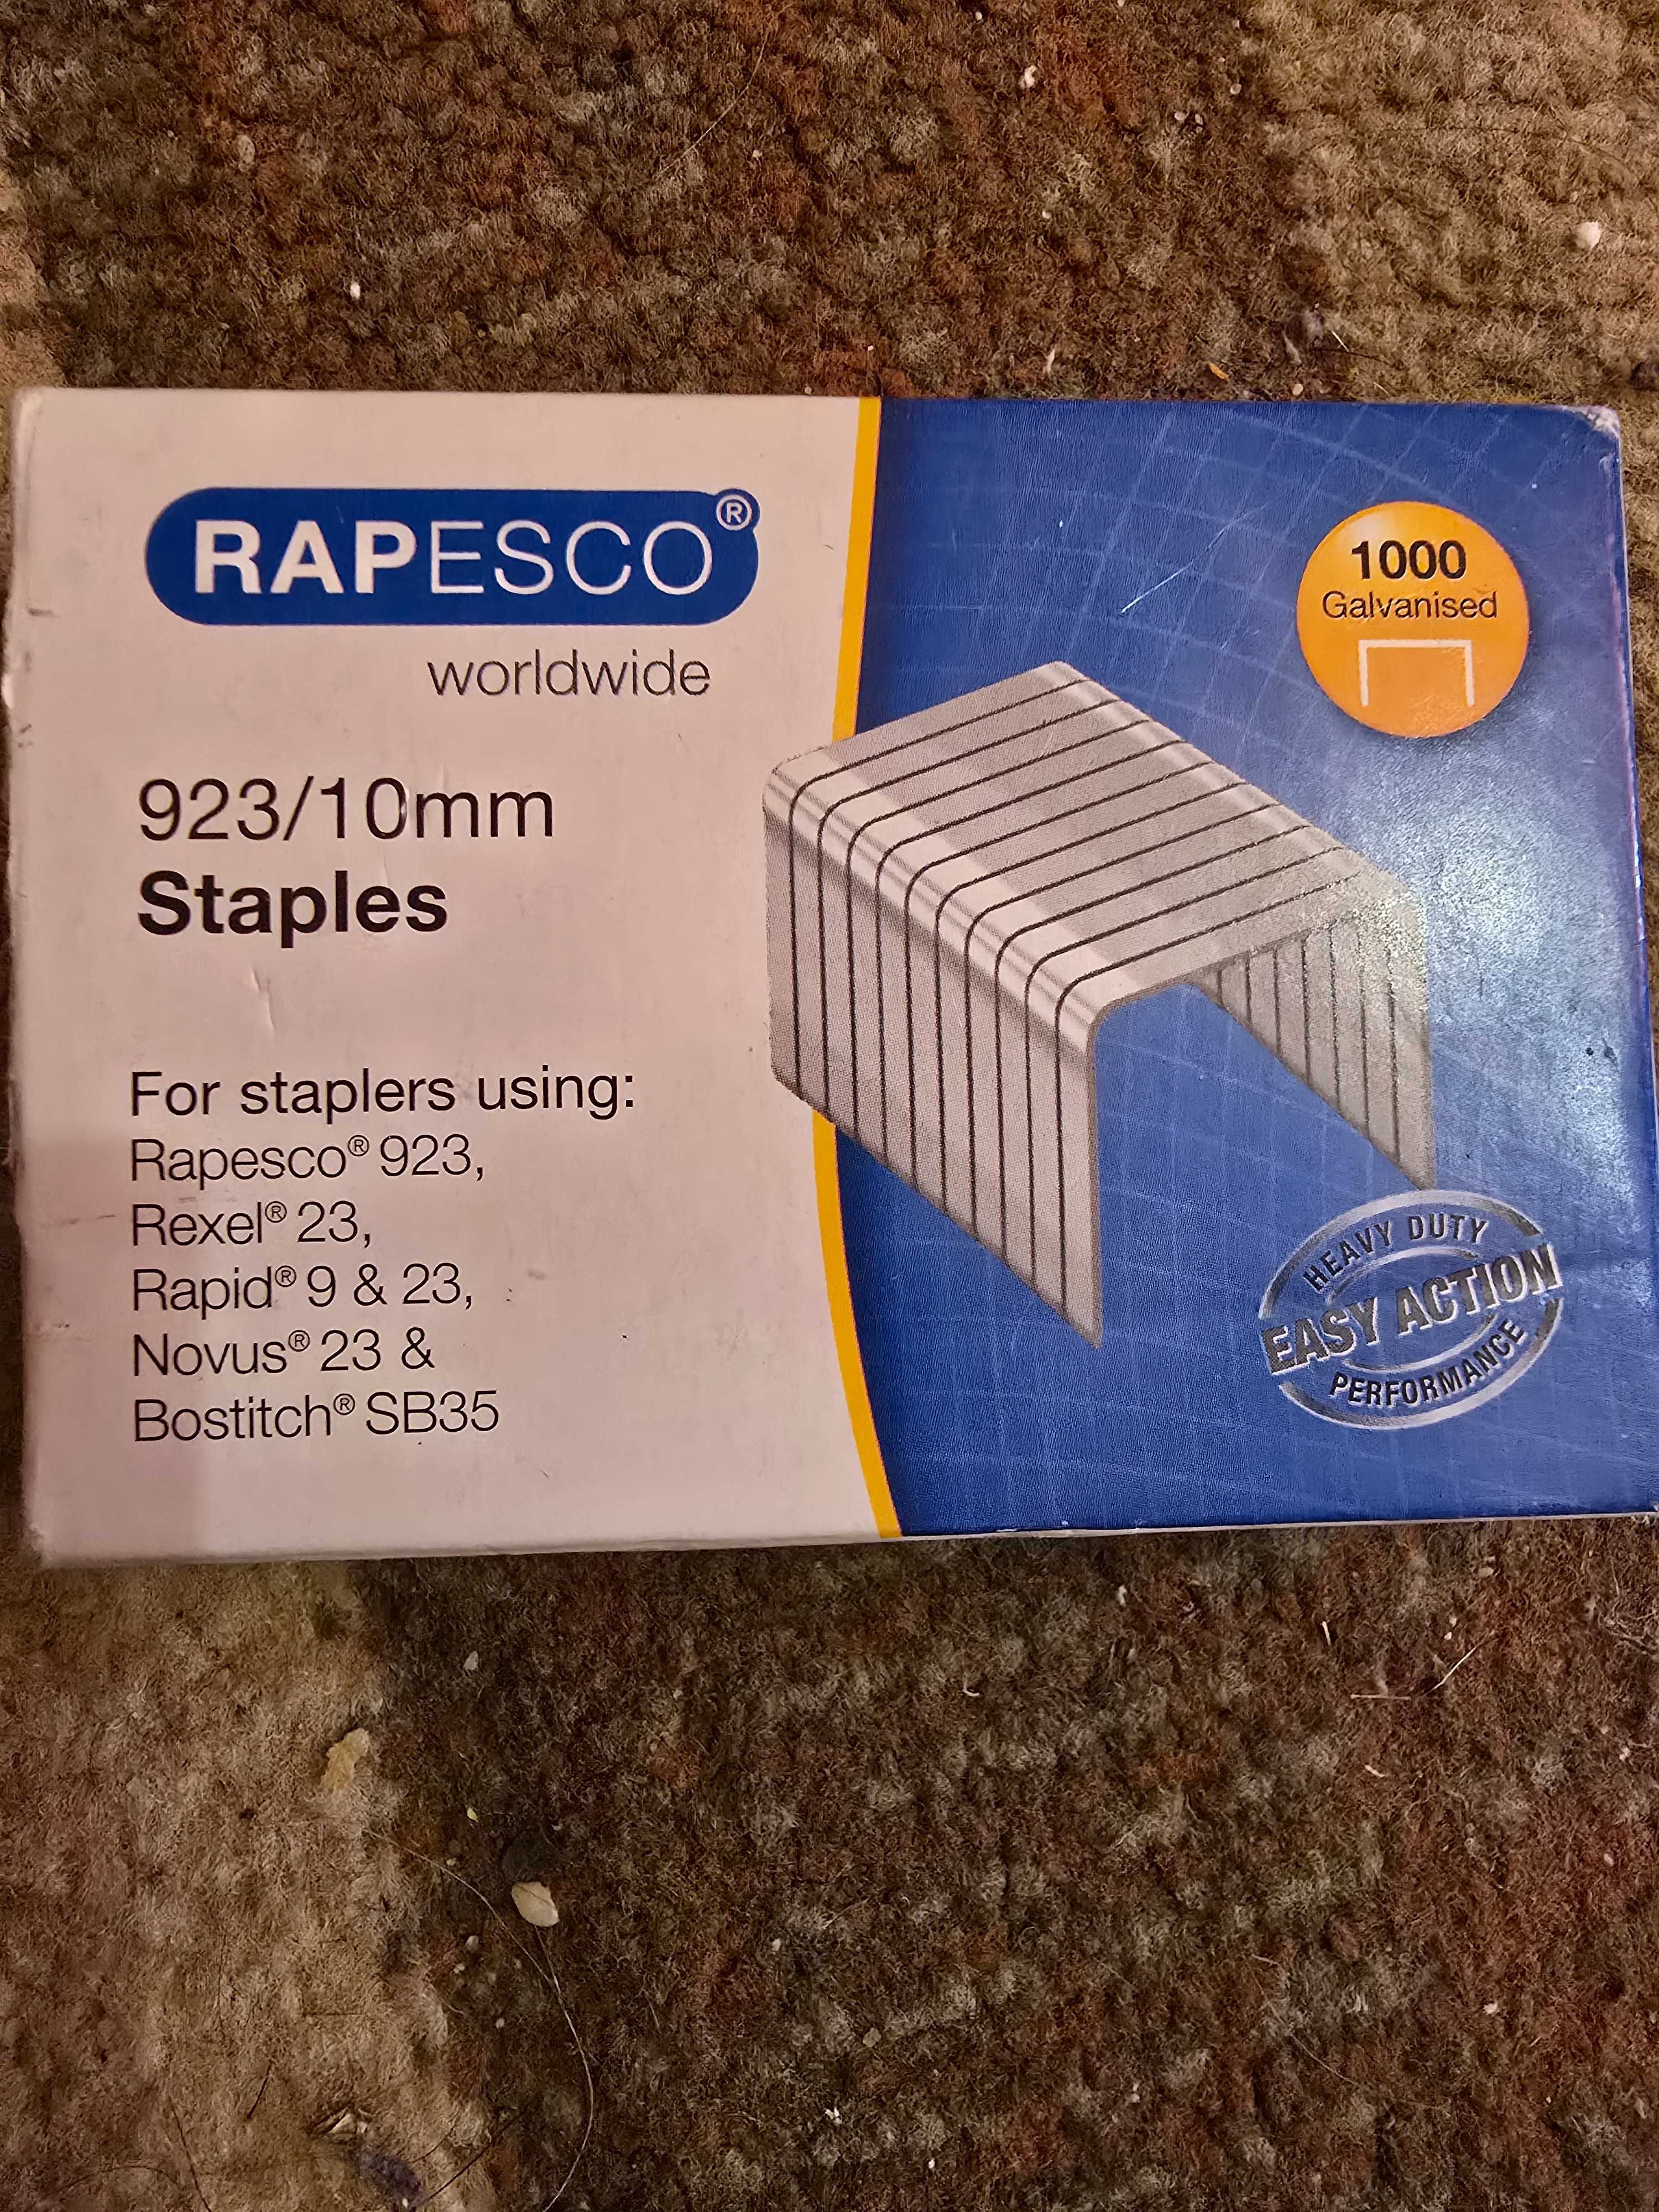 RAPESCO®
worldwide
923/10mm
Staples
For staplers using:
Rapesco® 923,
Rexel® 23,
Rapid® 9 & 23,
Novus® 23 &
Bostitch® SB35
1000
Galvanised
HEAVY DUTY
EASY ACTION
PERFORMANCE